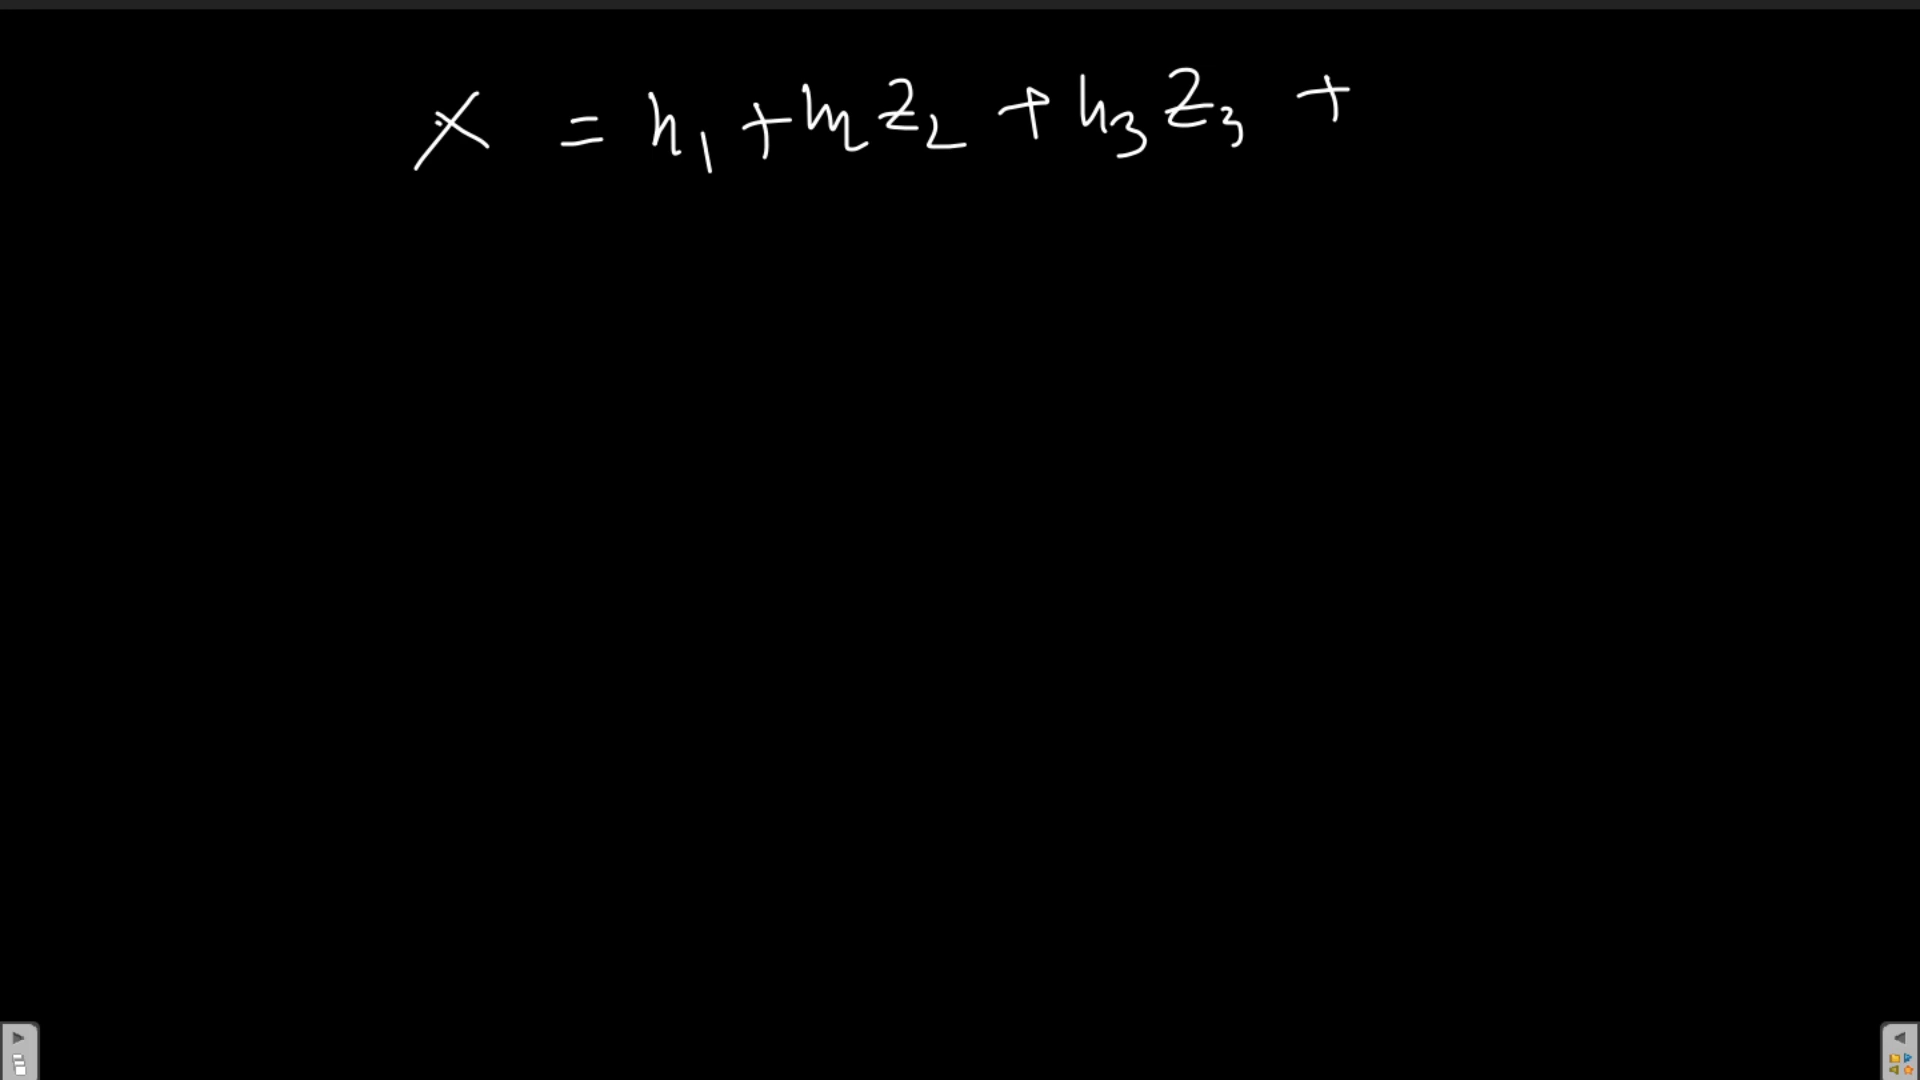 X = h₁ + h₂ z₂ + h₃ z₃ +